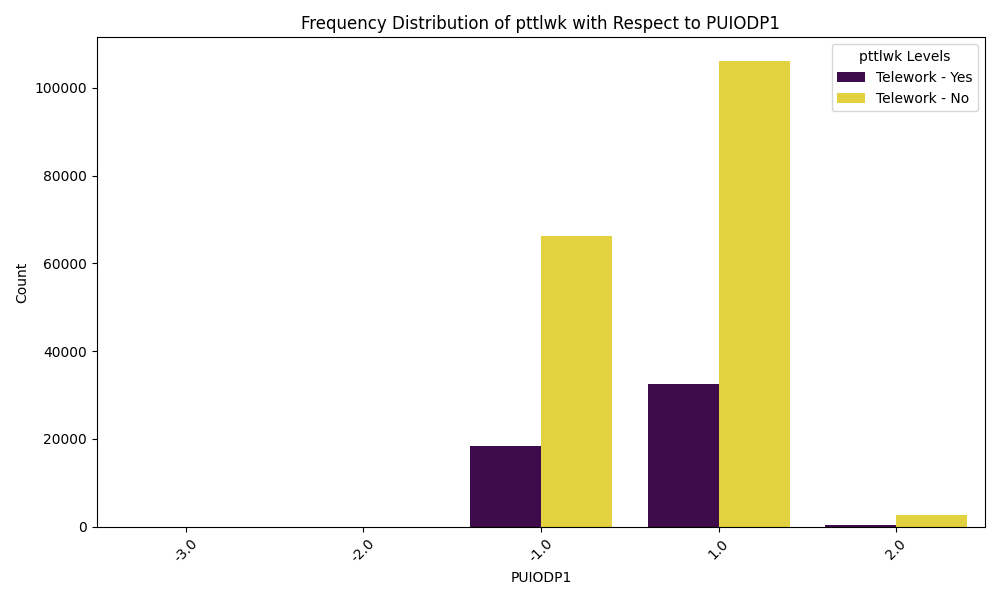 Frequency Distribution of pttlwk with Respect to PUIODP1
pttlwk Levels
Telework - Yes
Telework - No
100000
80000
60000
40000
20000
0
Count
-3.0
-2.0
-1.0
1.0
2.0
PUIODP1